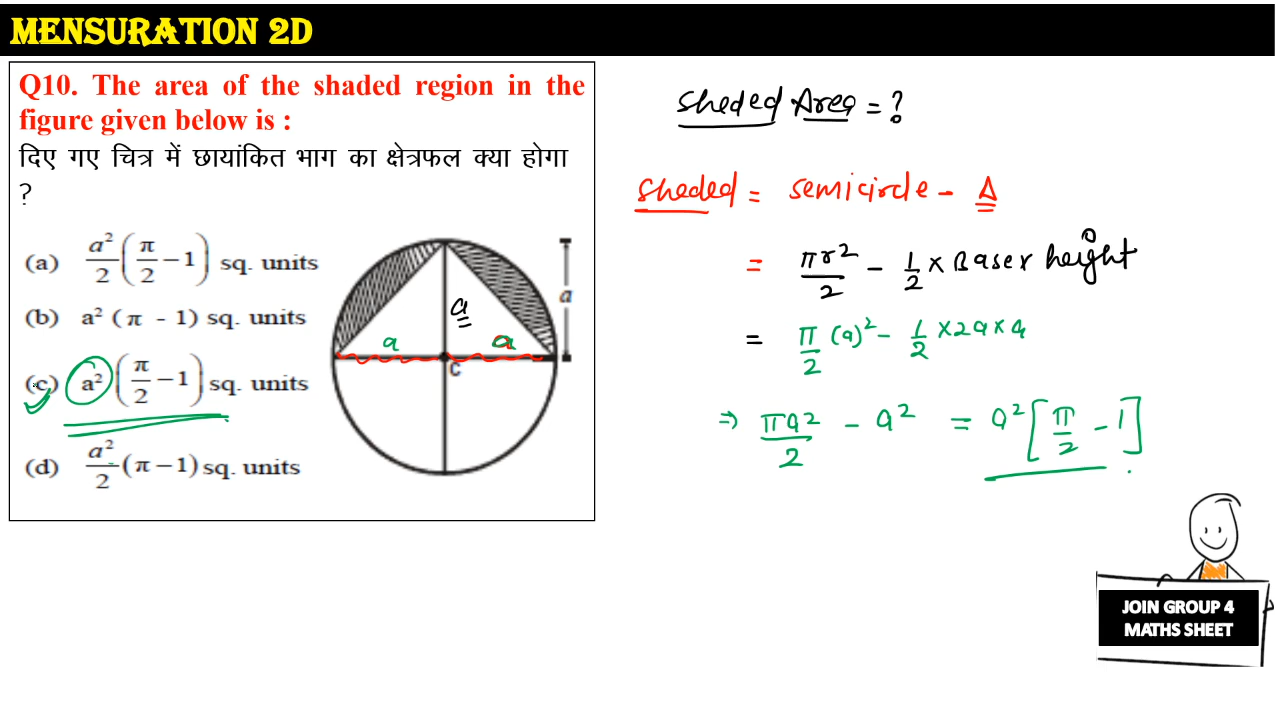 MENSURATION 2D
Q10. The area of the shaded region in the
figure given below is :
दिए गए चित्र में छायांकित भाग का क्षेत्रफल क्या होगा
?
(a) a²/2 (π/2 − 1) sq. units
(b) a² (π - 1) sq. units
(c) a² (π/2 − 1) sq. units
(d) a²/2 (π − 1) sq. units
a
a
a
a
C
Sheded Area = ?
Sheded = semicircle - Δ
= πr²/2 - 1/2 × Base × height
= π/2 (a)² - 1/2 × 2a × a
⇒ πa²/2 - a² = a² [π/2 - 1]
JOIN GROUP 4
MATHS SHEET